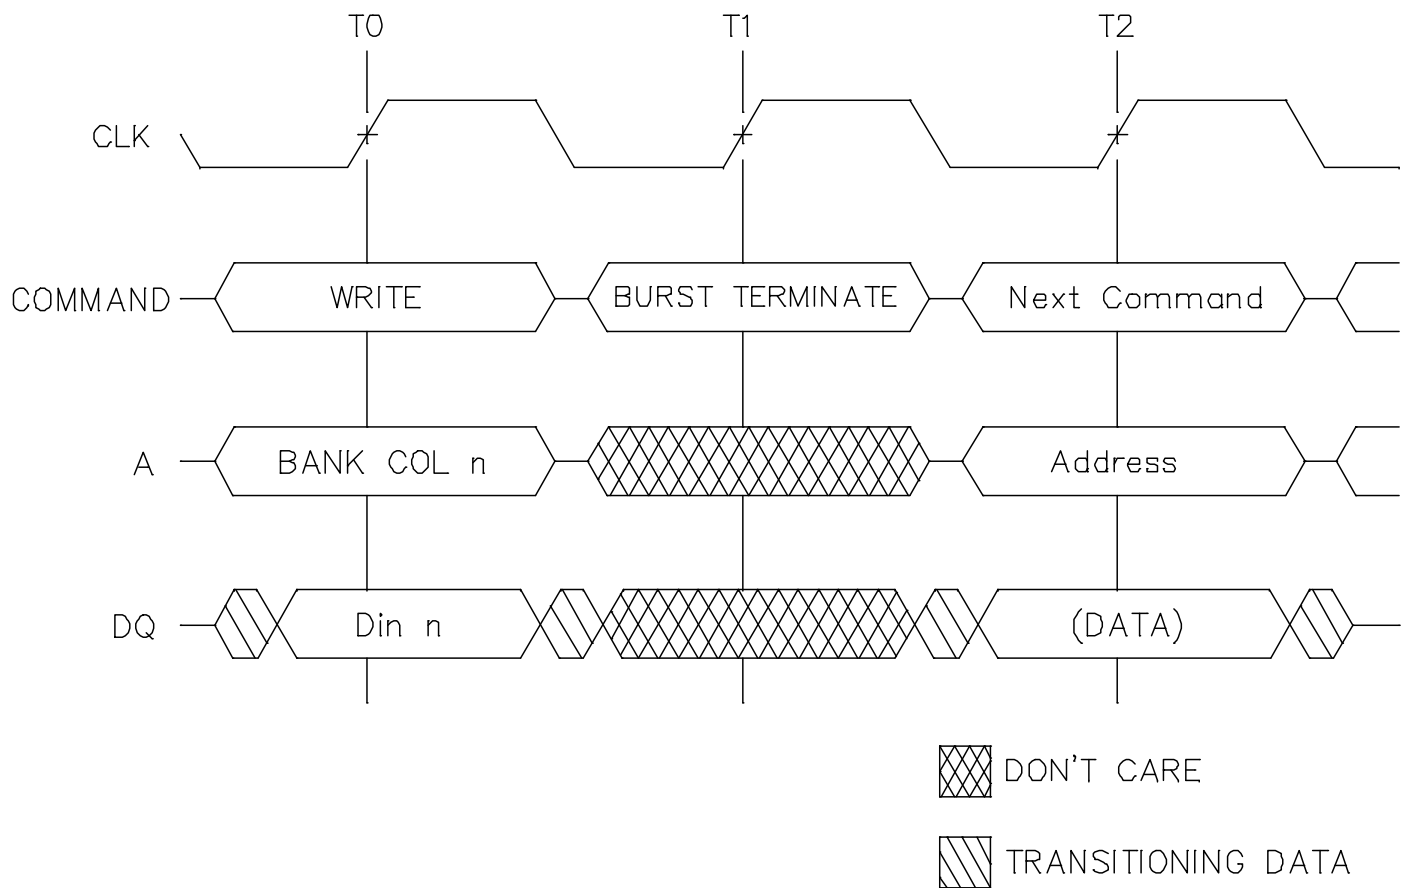 T0 T1 T2
CLK
COMMAND WRITE BURST TERMINATE Next Command
A BANK COL n Address
DQ Din n (DATA)
DON'T CARE
TRANSITIONING DATA